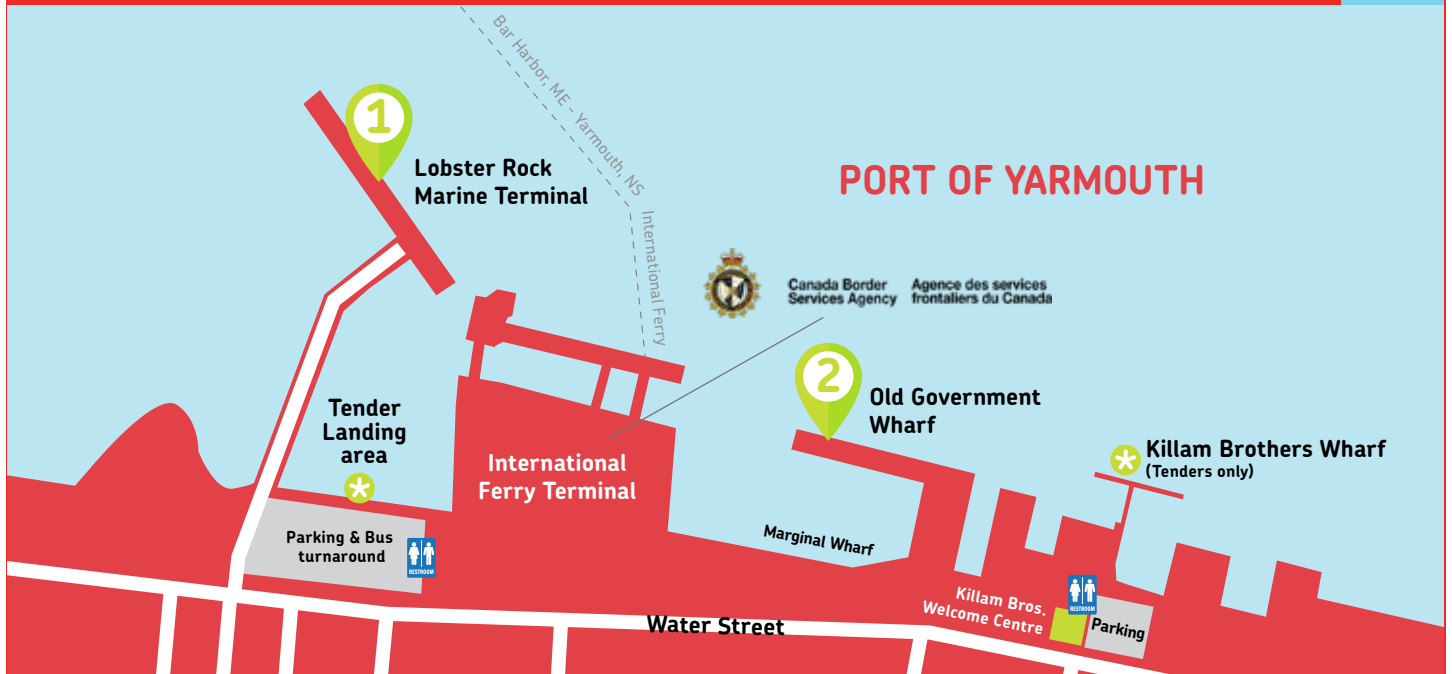 Bar Harbor, ME - Yarmouth, NS International Ferry
1
Lobster Rock
Marine Terminal
PORT OF YARMOUTH
Canada Border
Services Agency
Agence des services
frontaliers du Canada
2
Old Government
Wharf
Tender
Landing
area
*
International
Ferry Terminal
*
Killam Brothers Wharf
(Tenders only)
Parking & Bus
turnaround
RESTROOM
Marginal Wharf
Killam Bros.
Welcome Centre
RESTROOM
Parking
Water Street